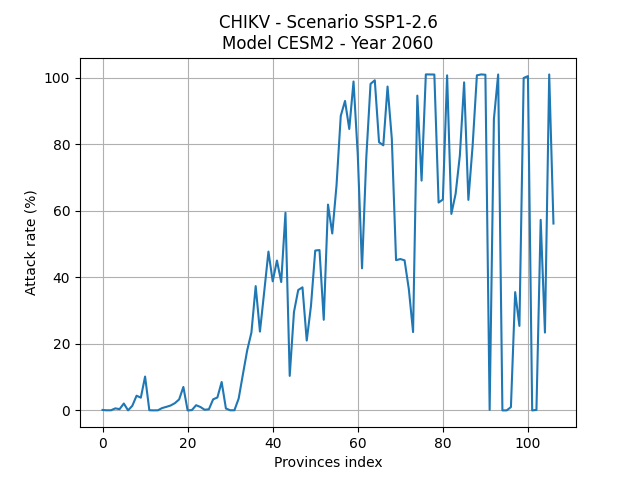 CHIKV - Scenario SSP1-2.6
Model CESM2 - Year 2060
100
80
60
40
20
0
Attack rate (%)
0 20 40 60 80 100
Provinces index